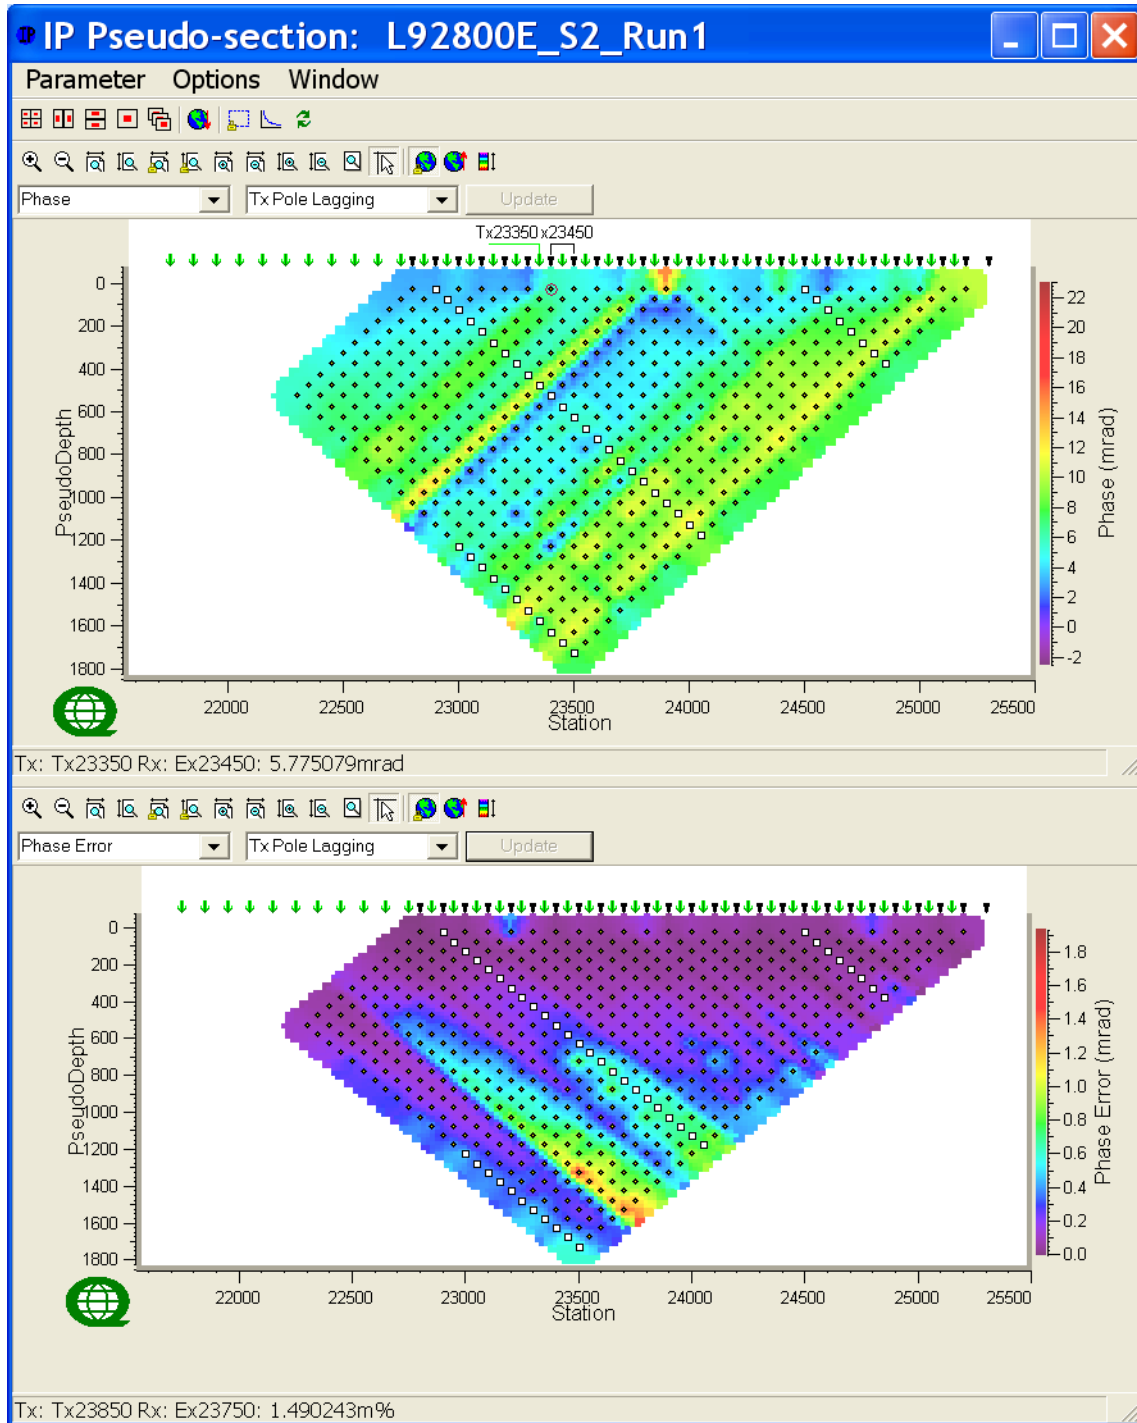 IP Pseudo-section: L92800E_S2_Run1
Parameter Options Window
Phase Tx Pole Lagging Update
Tx23350 x23450
0
200
400
600
800
1000
1200
1400
1600
1800
PseudoDepth
22000 22500 23000 23500 24000 24500 25000 25500
Station
22
20
18
16
14
12
10
8
6
4
2
0
-2
Phase (mrad)
Tx: Tx23350 Rx: Ex23450: 5.775079mrad
Phase Error Tx Pole Lagging Update
0
200
400
600
800
1000
1200
1400
1600
1800
PseudoDepth
22000 22500 23000 23500 24000 24500 25000 25500
Station
1.8
1.6
1.4
1.2
1.0
0.8
0.6
0.4
0.2
0.0
Phase Error (mrad)
Tx: Tx23850 Rx: Ex23750: 1.490243m%